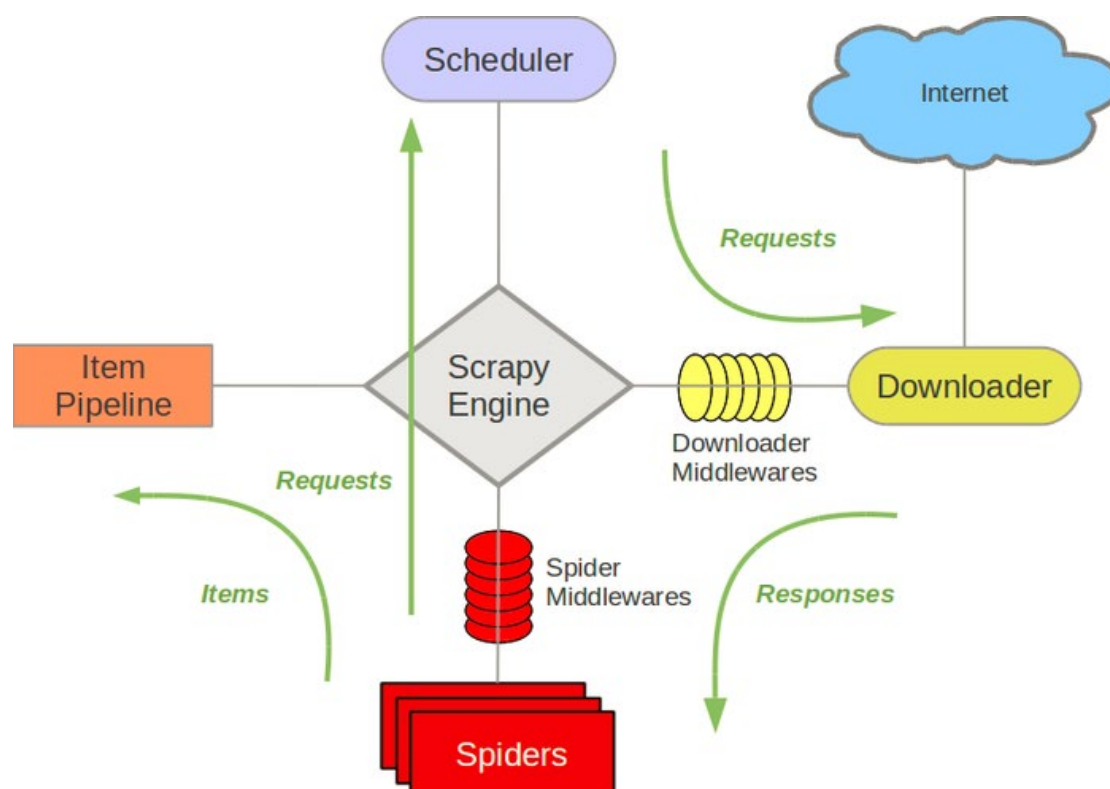 Scheduler
Internet
Requests
Item
Pipeline
Scrapy
Engine
Downloader
Downloader
Middlewares
Requests
Items
Spider
Middlewares
Responses
Spiders